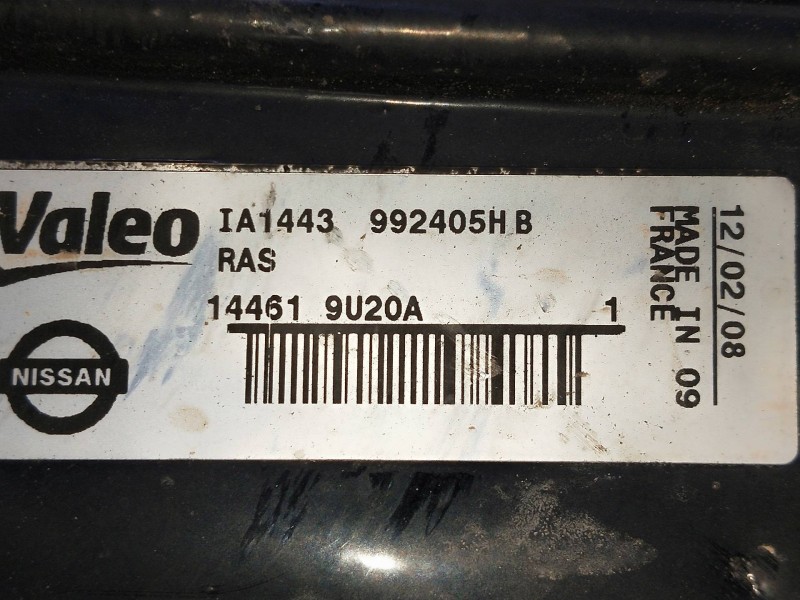 Valeo
IA1443 992405H B
RAS
14461 9U20A 1
NISSAN
12/02/08
MADE IN 09
FRANCE